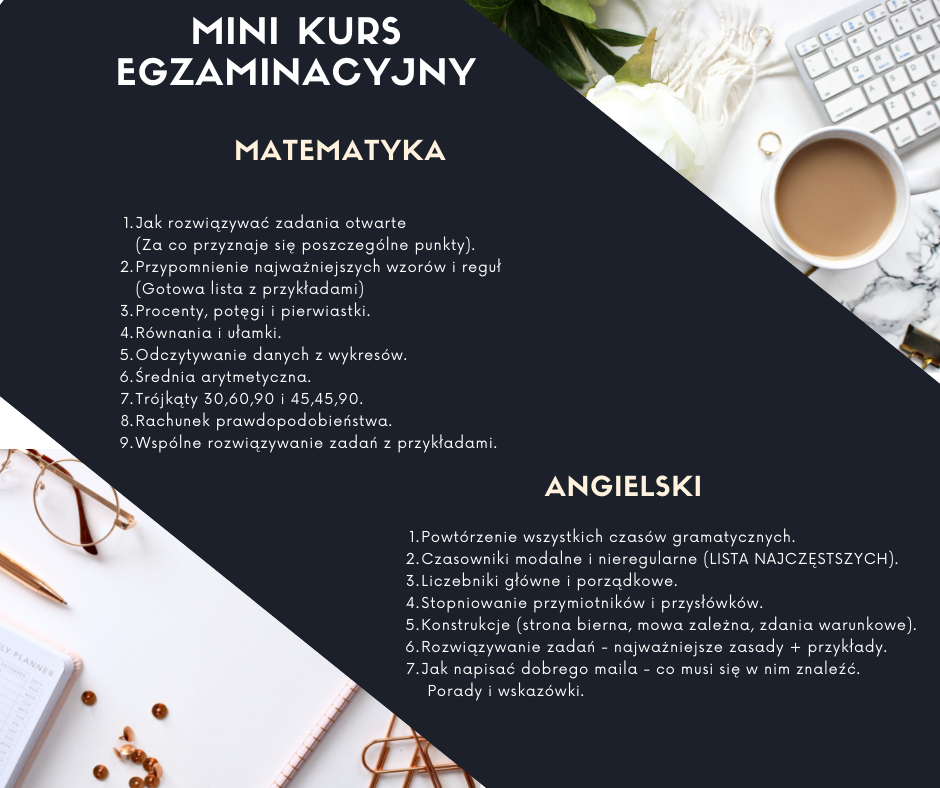 MINI KURS
EGZAMINACYJNY
MATEMATYKA
1.Jak rozwiązywać zadania otwarte
(Za co przyznaje się poszczególne punkty).
2.Przypomnienie najważniejszych wzorów i reguł
(Gotowa lista z przykładami)
3.Procenty, potęgi i pierwiastki.
4.Równania i ułamki.
5.Odczytywanie danych z wykresów.
6.Średnia arytmetyczna.
7.Trójkąty 30,60,90 i 45,45,90.
8.Rachunek prawdopodobieństwa.
9.Wspólne rozwiązywanie zadań z przykładami.
ANGIELSKI
1.Powtórzenie wszystkich czasów gramatycznych.
2.Czasowniki modalne i nieregularne (LISTA NAJCZĘSTSZYCH).
3.Liczebniki główne i porządkowe.
4.Stopniowanie przymiotników i przysłówków.
5.Konstrukcje (strona bierna, mowa zależna, zdania warunkowe).
6.Rozwiązywanie zadań - najważniejsze zasady + przykłady.
7.Jak napisać dobrego maila - co musi się w nim znaleźć.
Porady i wskazówki.
PLANNER